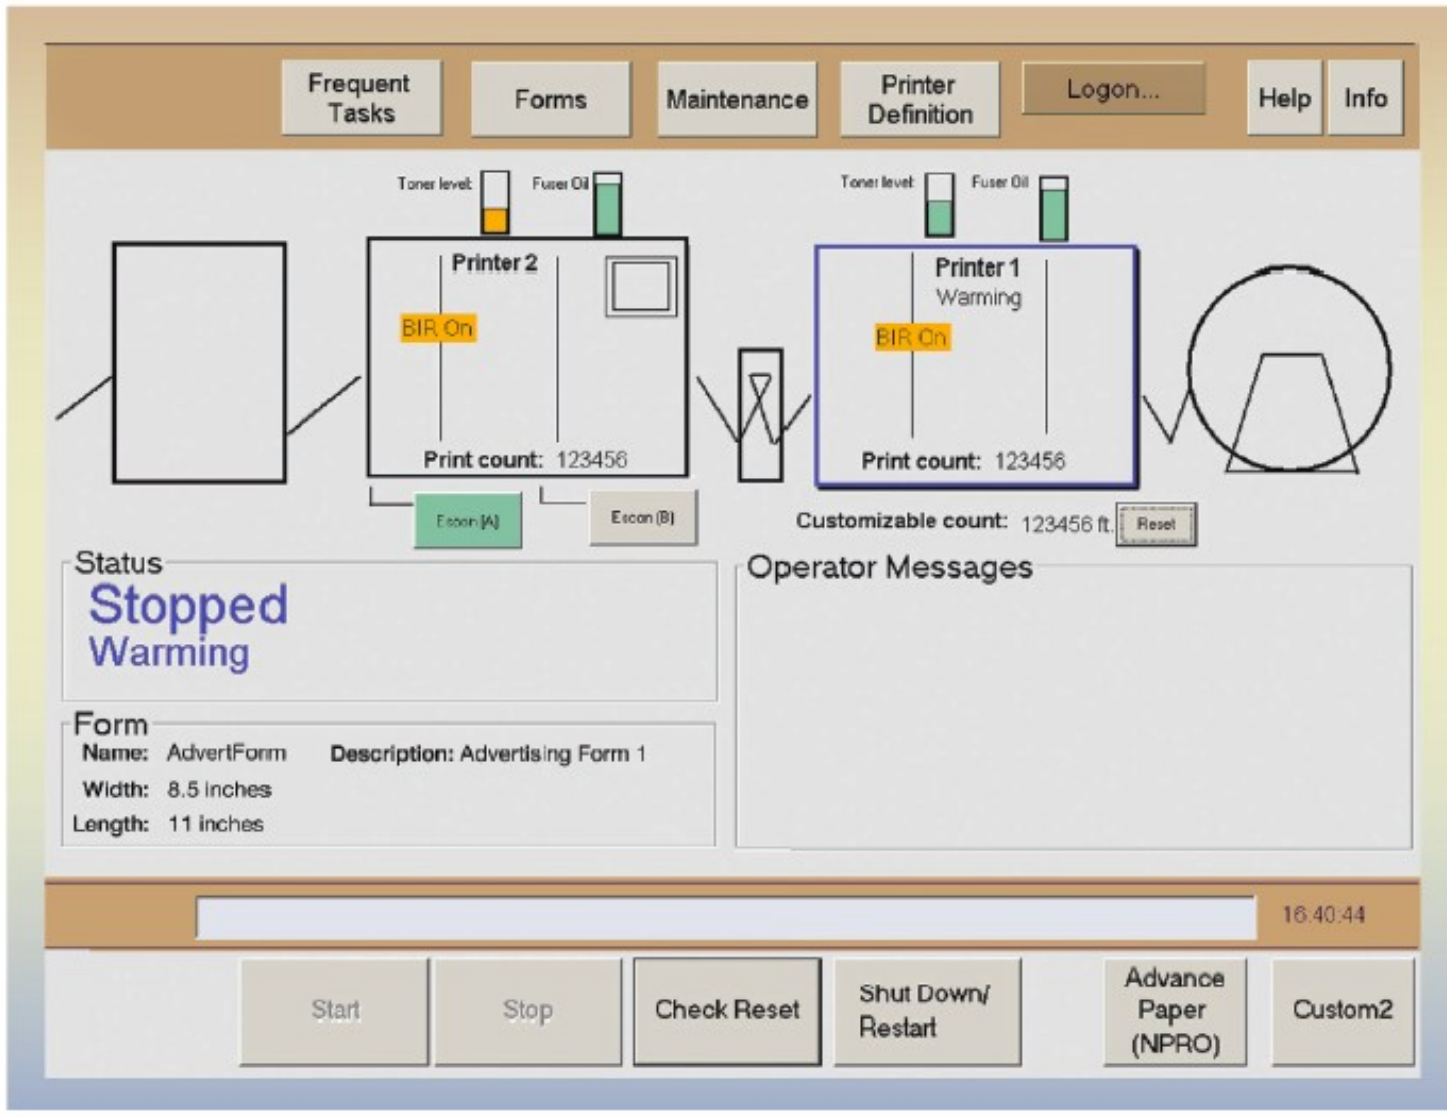 Frequent
Tasks
Forms
Maintenance
Printer
Definition
Logon...
Help
Info
Toner level:
Fuser Oil
Toner level:
Fuser Oil
Printer 2
BIR On
Print count: 123456
Printer 1
Warming
BIR On
Print count: 123456
Escon (A)
Escon (B)
Customizable count: 123456 ft.
Reset
Status
Stopped
Warming
Operator Messages
Form
Name: AdvertForm Description: Advertising Form 1
Width: 8.5 inches
Length: 11 inches
16:40:44
Start
Stop
Check Reset
Shut Down/
Restart
Advance
Paper
(NPRO)
Custom2